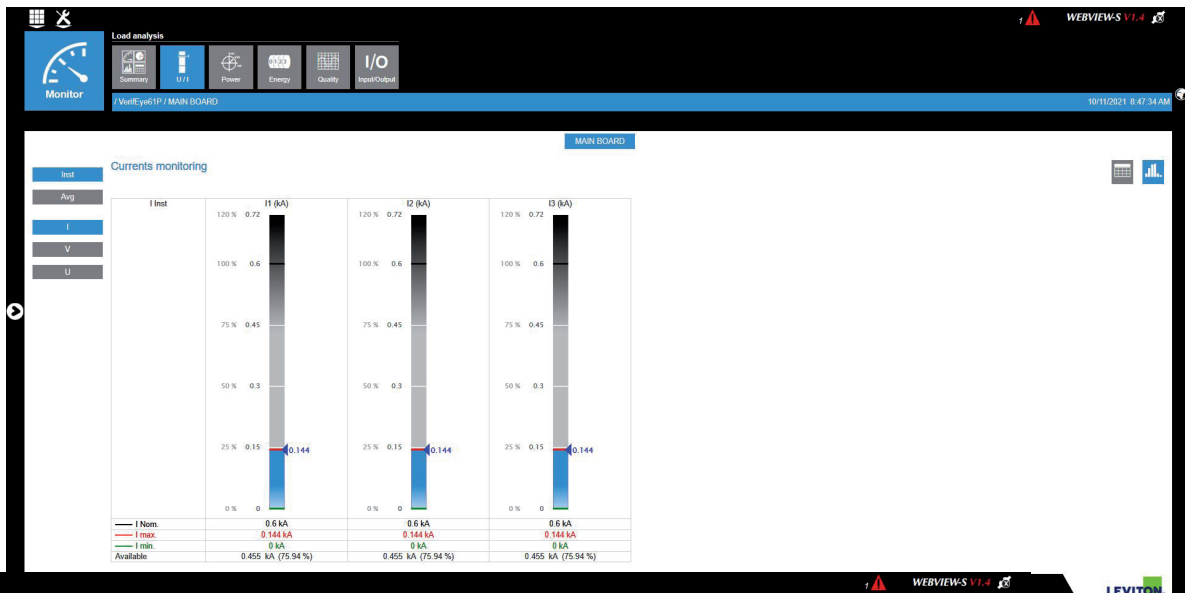 1 WEBVIEW-S V1.4
Load analysis
Summary U / I Power Energy Quality I/O Input/Output
Monitor
/ VerifEye61P / MAIN BOARD 10/11/2021 8:47:34 AM
MAIN BOARD
Currents monitoring
Inst
Avg
I
V
U
I Inst I1 (kA) I2 (kA) I3 (kA)
120 % 0.72 120 % 0.72 120 % 0.72
100 % 0.6 100 % 0.6 100 % 0.6
75 % 0.45 75 % 0.45 75 % 0.45
50 % 0.3 50 % 0.3 50 % 0.3
25 % 0.15 0.144 25 % 0.15 0.144 25 % 0.15 0.144
0 % 0 0 % 0 0 % 0
I Nom. 0.6 kA 0.6 kA 0.6 kA
I max. 0.144 kA 0.144 kA 0.144 kA
I min. 0 kA 0 kA 0 kA
Available 0.455 kA (75.94 %) 0.455 kA (75.94 %) 0.455 kA (75.94 %)
1 WEBVIEW-S V1.4
LEVITON